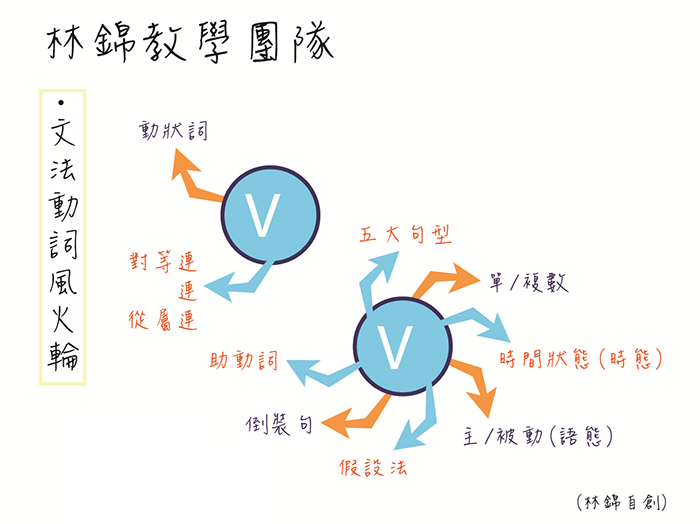 林錦教學團隊
•文法動詞風火輪
動狀詞
V
對等連
連
從屬連
五大句型
單/複數
V
時間狀態(時態)
助動詞
倒裝句
主/被動(語態)
假設法
(林錦自創)